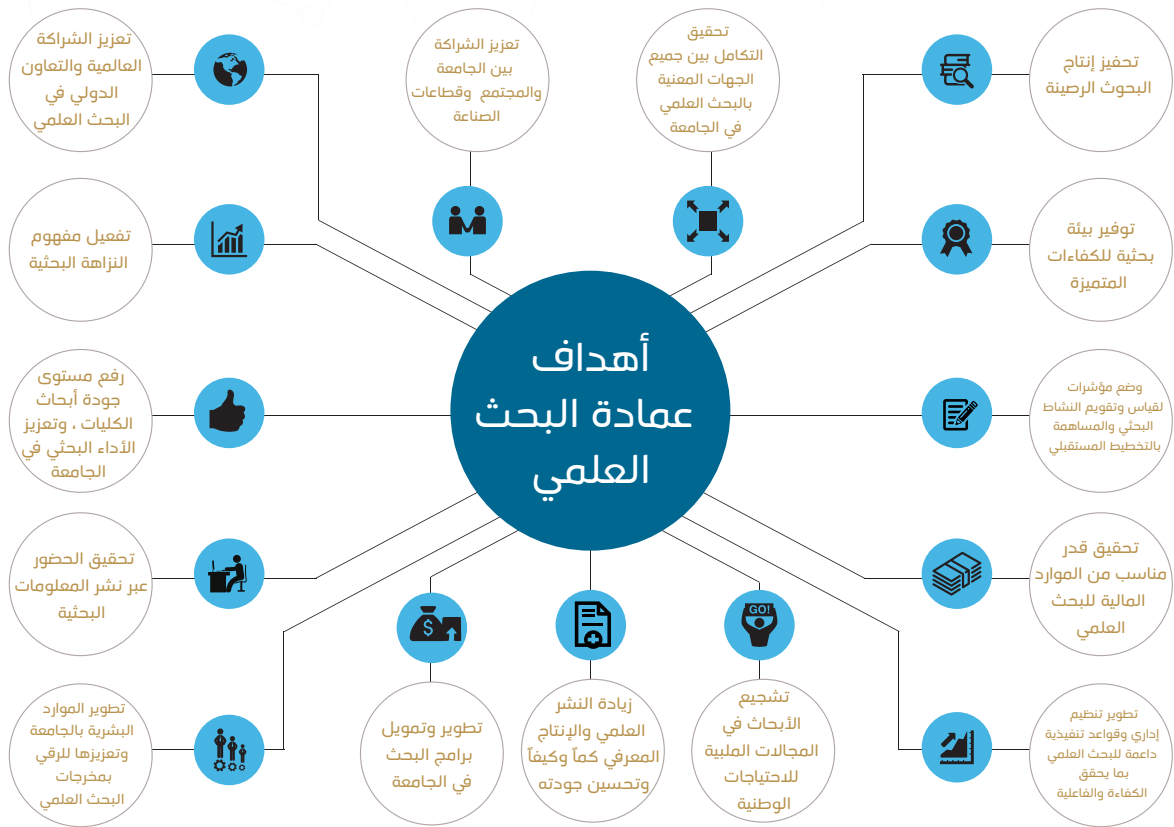 أهداف
عمادة البحث
العلمي
تحفيز إنتاج
البحوث الرصينة
توفير بيئة
بحثية للكفاءات
المتميزة
وضع مؤشرات
لقياس وتقويم النشاط
البحثي والمساهمة
بالتخطيط المستقبلي
تحقيق قدر
مناسب من الموارد
المالية للبحث
العلمي
تطوير تنظيم
إداري وقواعد تنفيذية
داعمة للبحث العلمي
بما يحقق
الكفاءة والفاعلية
تحقيق
التكامل بين جميع
الجهات المعنية
بالبحث العلمي
في الجامعة
تعزيز الشراكة
بين الجامعة
والمجتمع وقطاعات
الصناعة
GO!
تشجيع
الأبحاث في
المجالات الملبية
للاحتياجات
الوطنية
زيادة النشر
العلمي والإنتاج
المعرفي كماً وكيفاً
وتحسين جودته
$
تطوير وتمويل
برامج البحث
في الجامعة
تعزيز الشراكة
العالمية والتعاون
الدولي في
البحث العلمي
تفعيل مفهوم
النزاهة البحثية
رفع مستوى
جودة أبحاث
الكليات ، وتعزيز
الأداء البحثي في
الجامعة
تحقيق الحضور
عبر نشر المعلومات
البحثية
تطوير الموارد
البشرية بالجامعة
وتعزيزها للرقي
بمخرجات
البحث العلمي